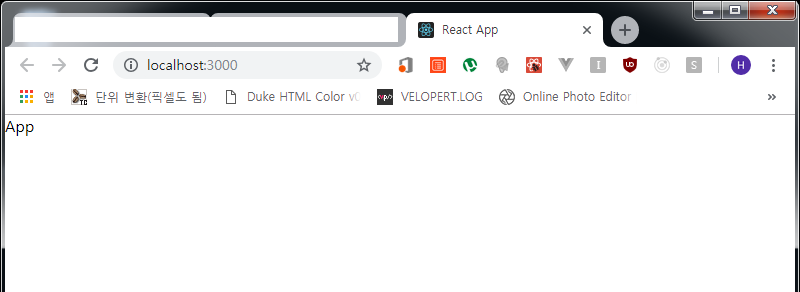 React App
localhost:3000
I
S
H
앱
TC
단위 변환(픽셀도 됨)
Duke HTML Color v
VELOPERT.LOG
Online Photo Editor
App